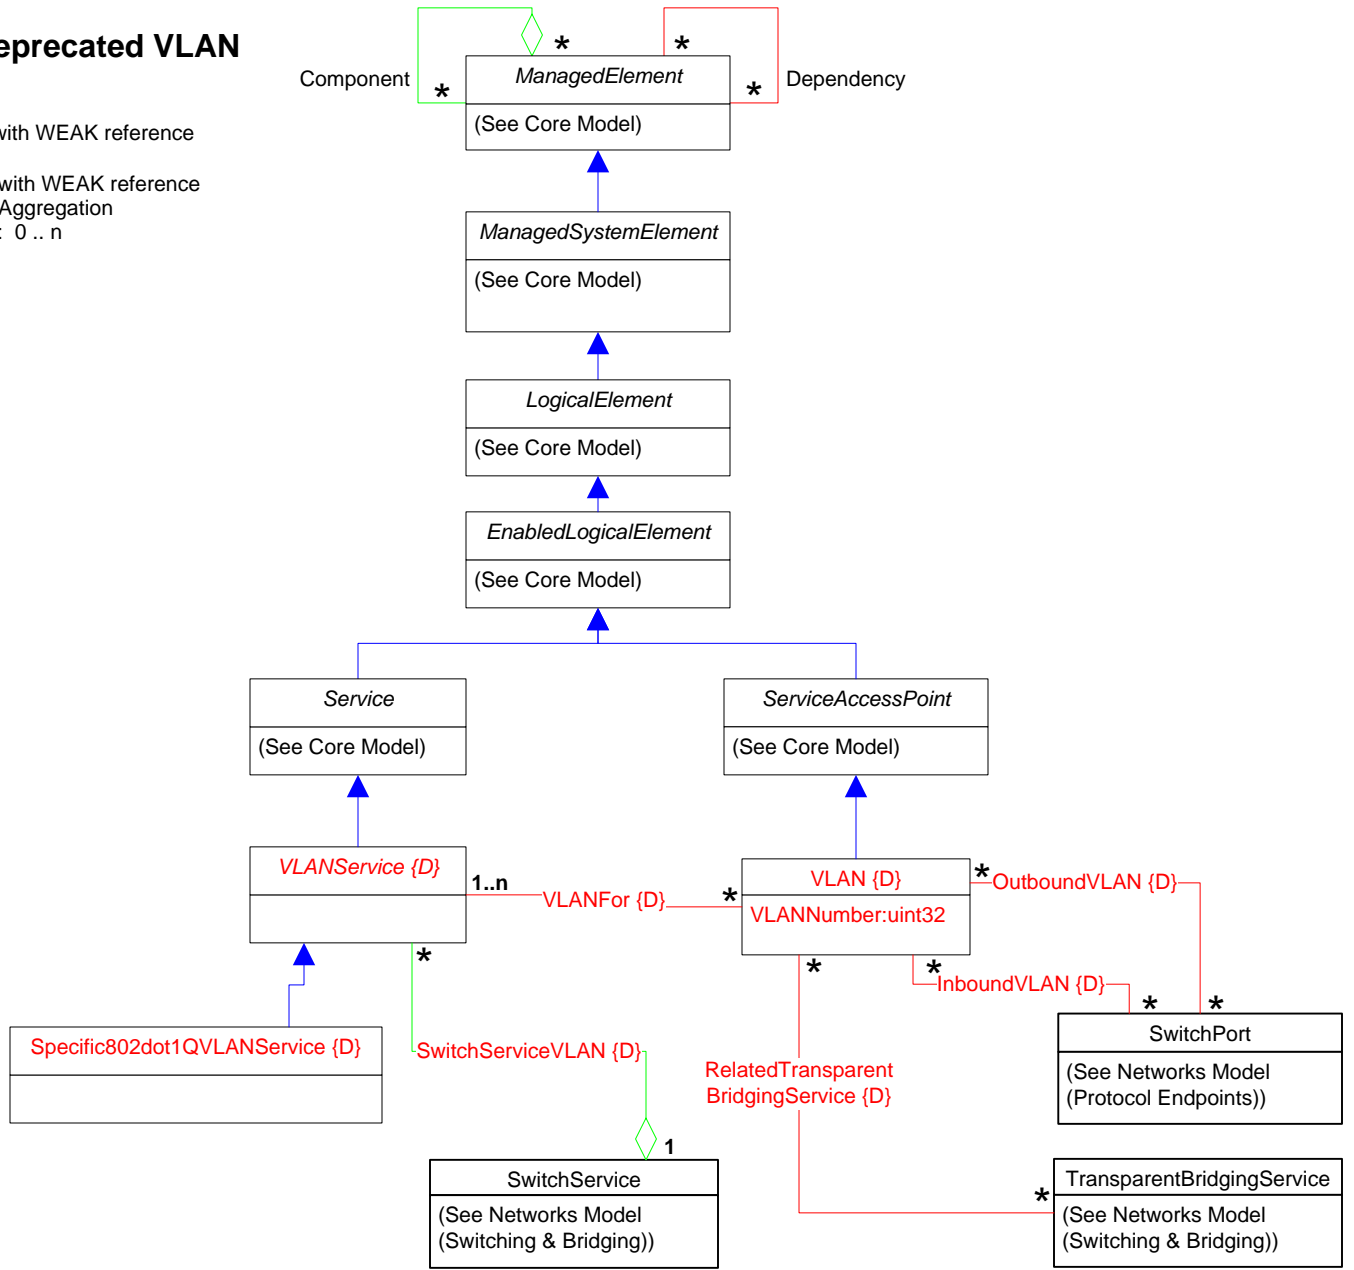 eprecated VLAN
with WEAK reference
with WEAK reference
Aggregation
: 0 .. n
Component
*
*
*
*
Dependency
ManagedElement
(See Core Model)
ManagedSystemElement
(See Core Model)
LogicalElement
(See Core Model)
EnabledLogicalElement
(See Core Model)
Service
(See Core Model)
ServiceAccessPoint
(See Core Model)
VLANService {D}
1..n
VLANFor {D}
*
VLAN {D}
VLANNumber:uint32
*
OutboundVLAN {D}
*
*
*
InboundVLAN {D}
*
*
Specific802dot1QVLANService {D}
SwitchServiceVLAN {D}
RelatedTransparent
BridgingService {D}
SwitchPort
(See Networks Model
(Protocol Endpoints))
1
SwitchService
(See Networks Model
(Switching & Bridging))
*
TransparentBridgingService
(See Networks Model
(Switching & Bridging))